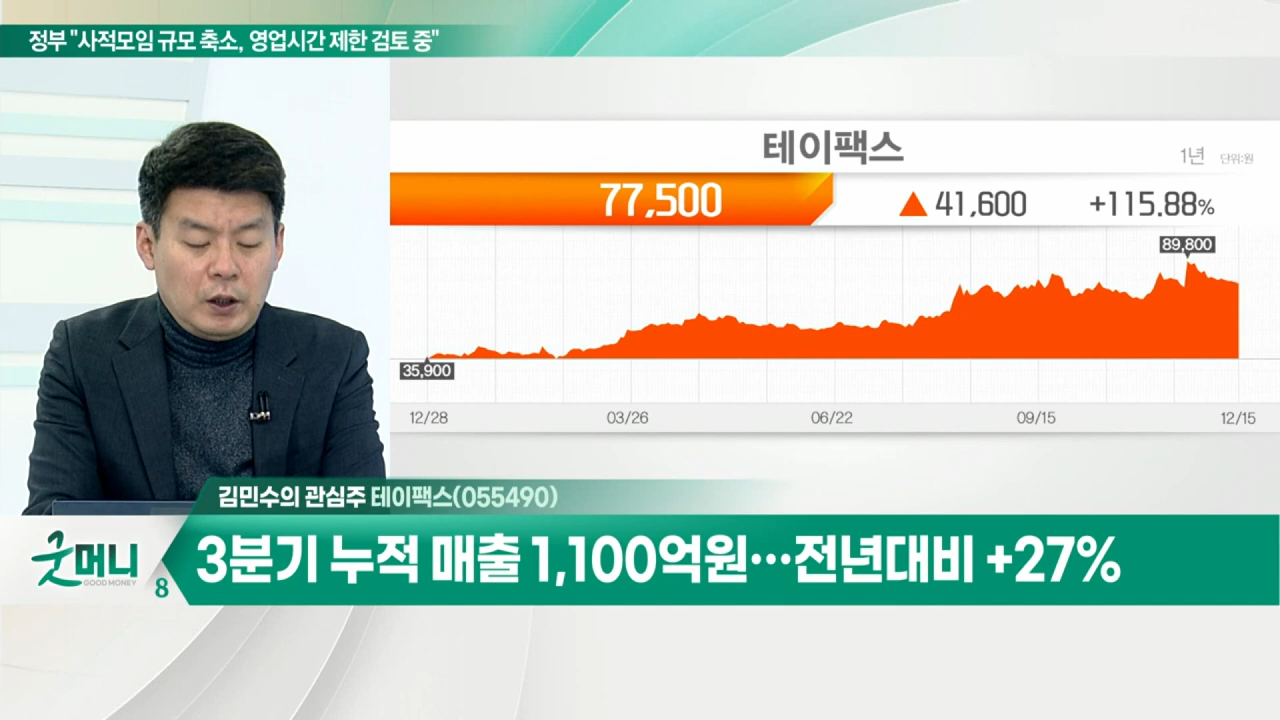 정부 "사적모임 규모 축소, 영업시간 제한 검토 중"
테이팩스
1년 단위:원
77,500 ▲ 41,600 +115.88%
89,800
35,900
12/28 03/26 06/22 09/15 12/15
김민수의 관심주 테이팩스(055490)
3분기 누적 매출 1,100억원…전년대비 +27%
굿머니
GOOD MONEY
8